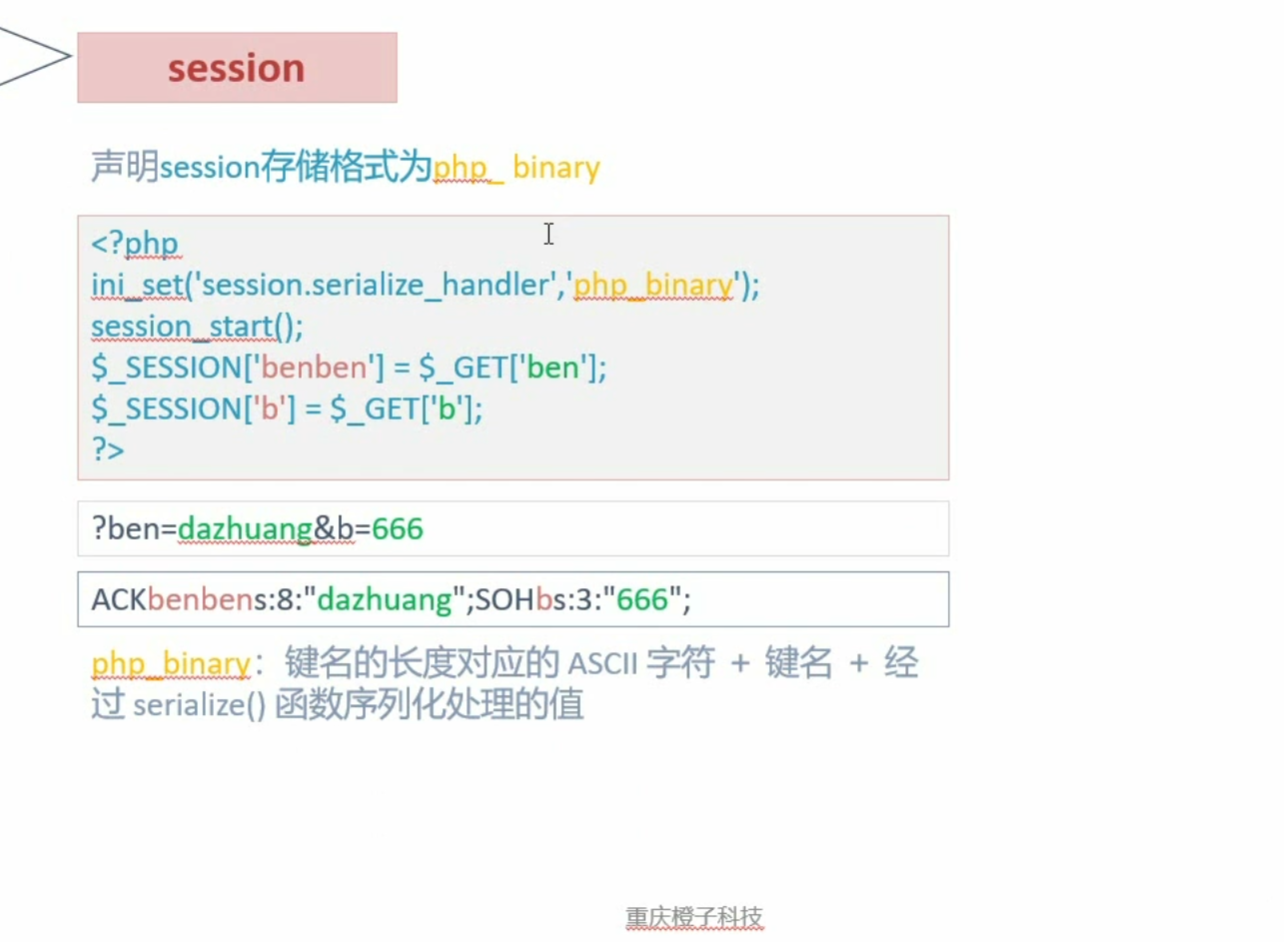 session
声明session存储格式为php_ binary
<?php
ini_set('session.serialize_handler','php_binary');
session_start();
$_SESSION['benben'] = $_GET['ben'];
$_SESSION['b'] = $_GET['b'];
?>
?ben=dazhuang&b=666
ACKbenbens:8:"dazhuang";SOHbs:3:"666";
php_binary：键名的长度对应的 ASCII 字符 + 键名 + 经
过 serialize() 函数序列化处理的值
重庆橙子科技